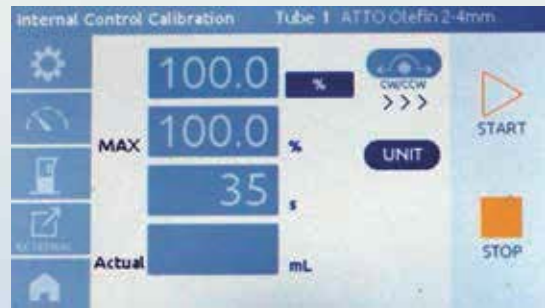 Internal Control Calibration Tube 1 ATTO Olefin 2-4mm
100.0 %
CW/CCW
>>>
START
MAX 100.0 %
UNIT
35 s
EXTERNAL
STOP
Actual mL